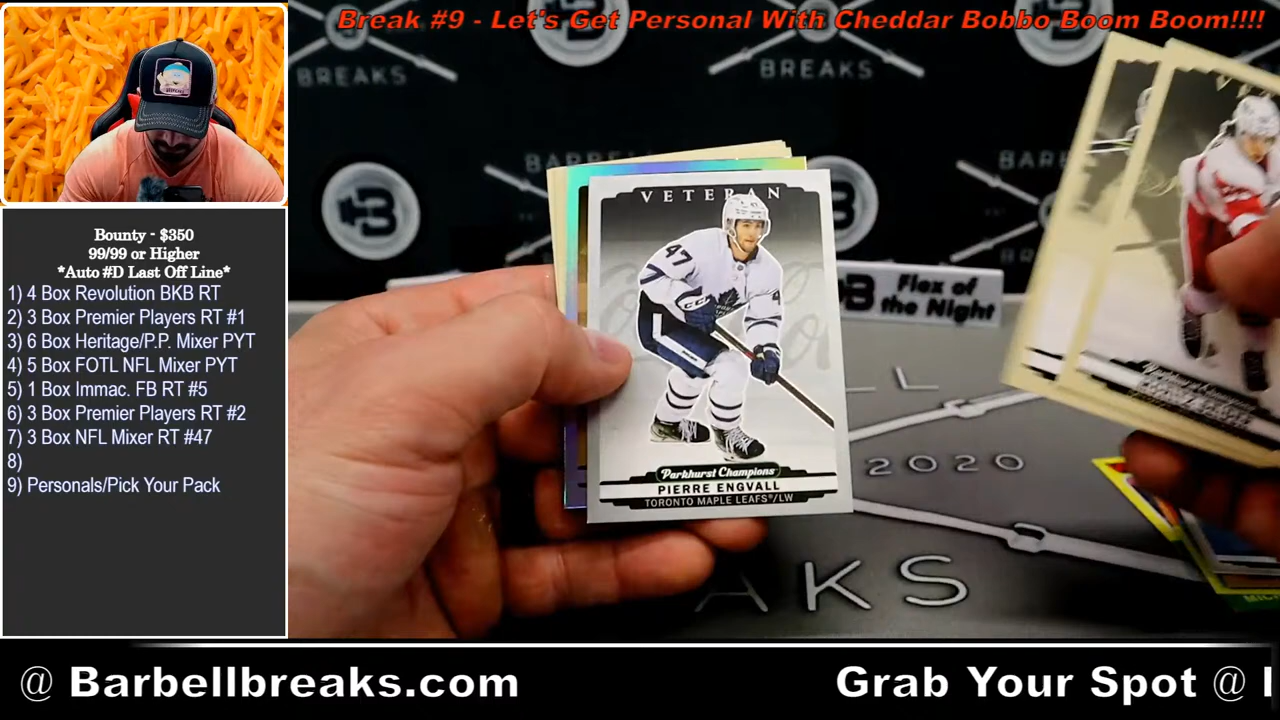 Break #9 - Let's Get Personal With Cheddar Bobbo Boom Boom!!!!
BREAKS
BREAKS
Bounty - $350
99/99 or Higher
*Auto #D Last Off Line*
1) 4 Box Revolution BKB RT
2) 3 Box Premier Players RT #1
3) 6 Box Heritage/P.P. Mixer PYT
4) 5 Box FOTL NFL Mixer PYT
5) 1 Box Immac. FB RT #5
6) 3 Box Premier Players RT #2
7) 3 Box NFL Mixer RT #47
8)
9) Personals/Pick Your Pack
VETERAN
47
Parkhurst Champions
PIERRE ENGVALL
TORONTO MAPLE LEAFS®/LW
B Flex of
the Night
2020
AKS
@ Barbellbreaks.com
Grab Your Spot @